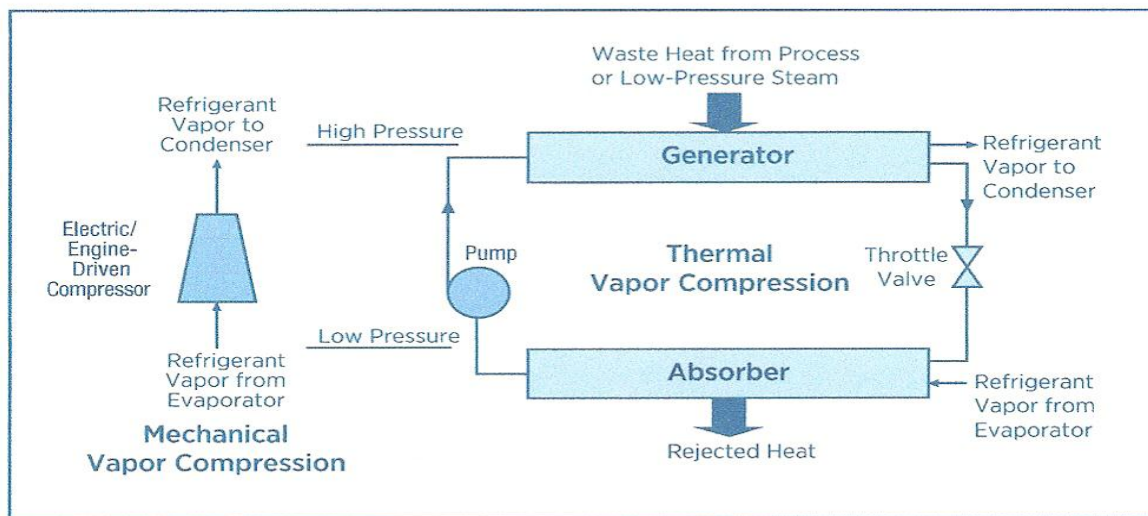 Waste Heat from Process
or Low-Pressure Steam
Refrigerant
Vapor to
Condenser
High Pressure
Generator
Refrigerant
Vapor to
Condenser
Electric/
Engine-
Driven
Compressor
Pump
Thermal
Vapor Compression
Throttle
Valve
Low Pressure
Refrigerant
Vapor from
Evaporator
Absorber
Refrigerant
Vapor from
Evaporator
Mechanical
Vapor Compression
Rejected Heat